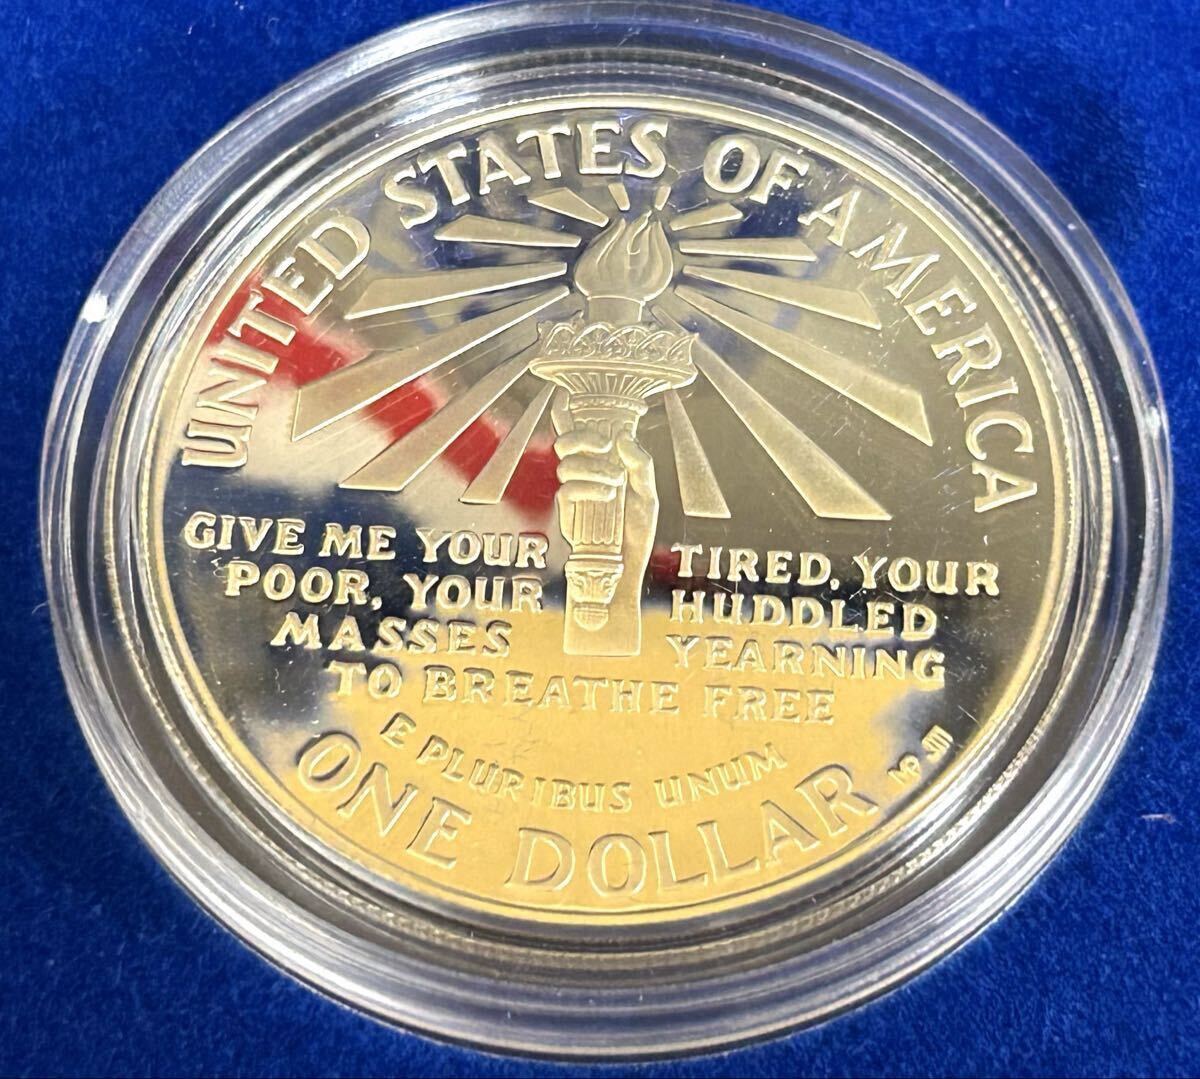 UNITED STATES OF AMERICA
GIVE ME YOUR TIRED, YOUR
POOR, YOUR HUDDLED
MASSES YEARNING
TO BREATHE FREE
E PLURIBUS UNUM
ONE DOLLAR